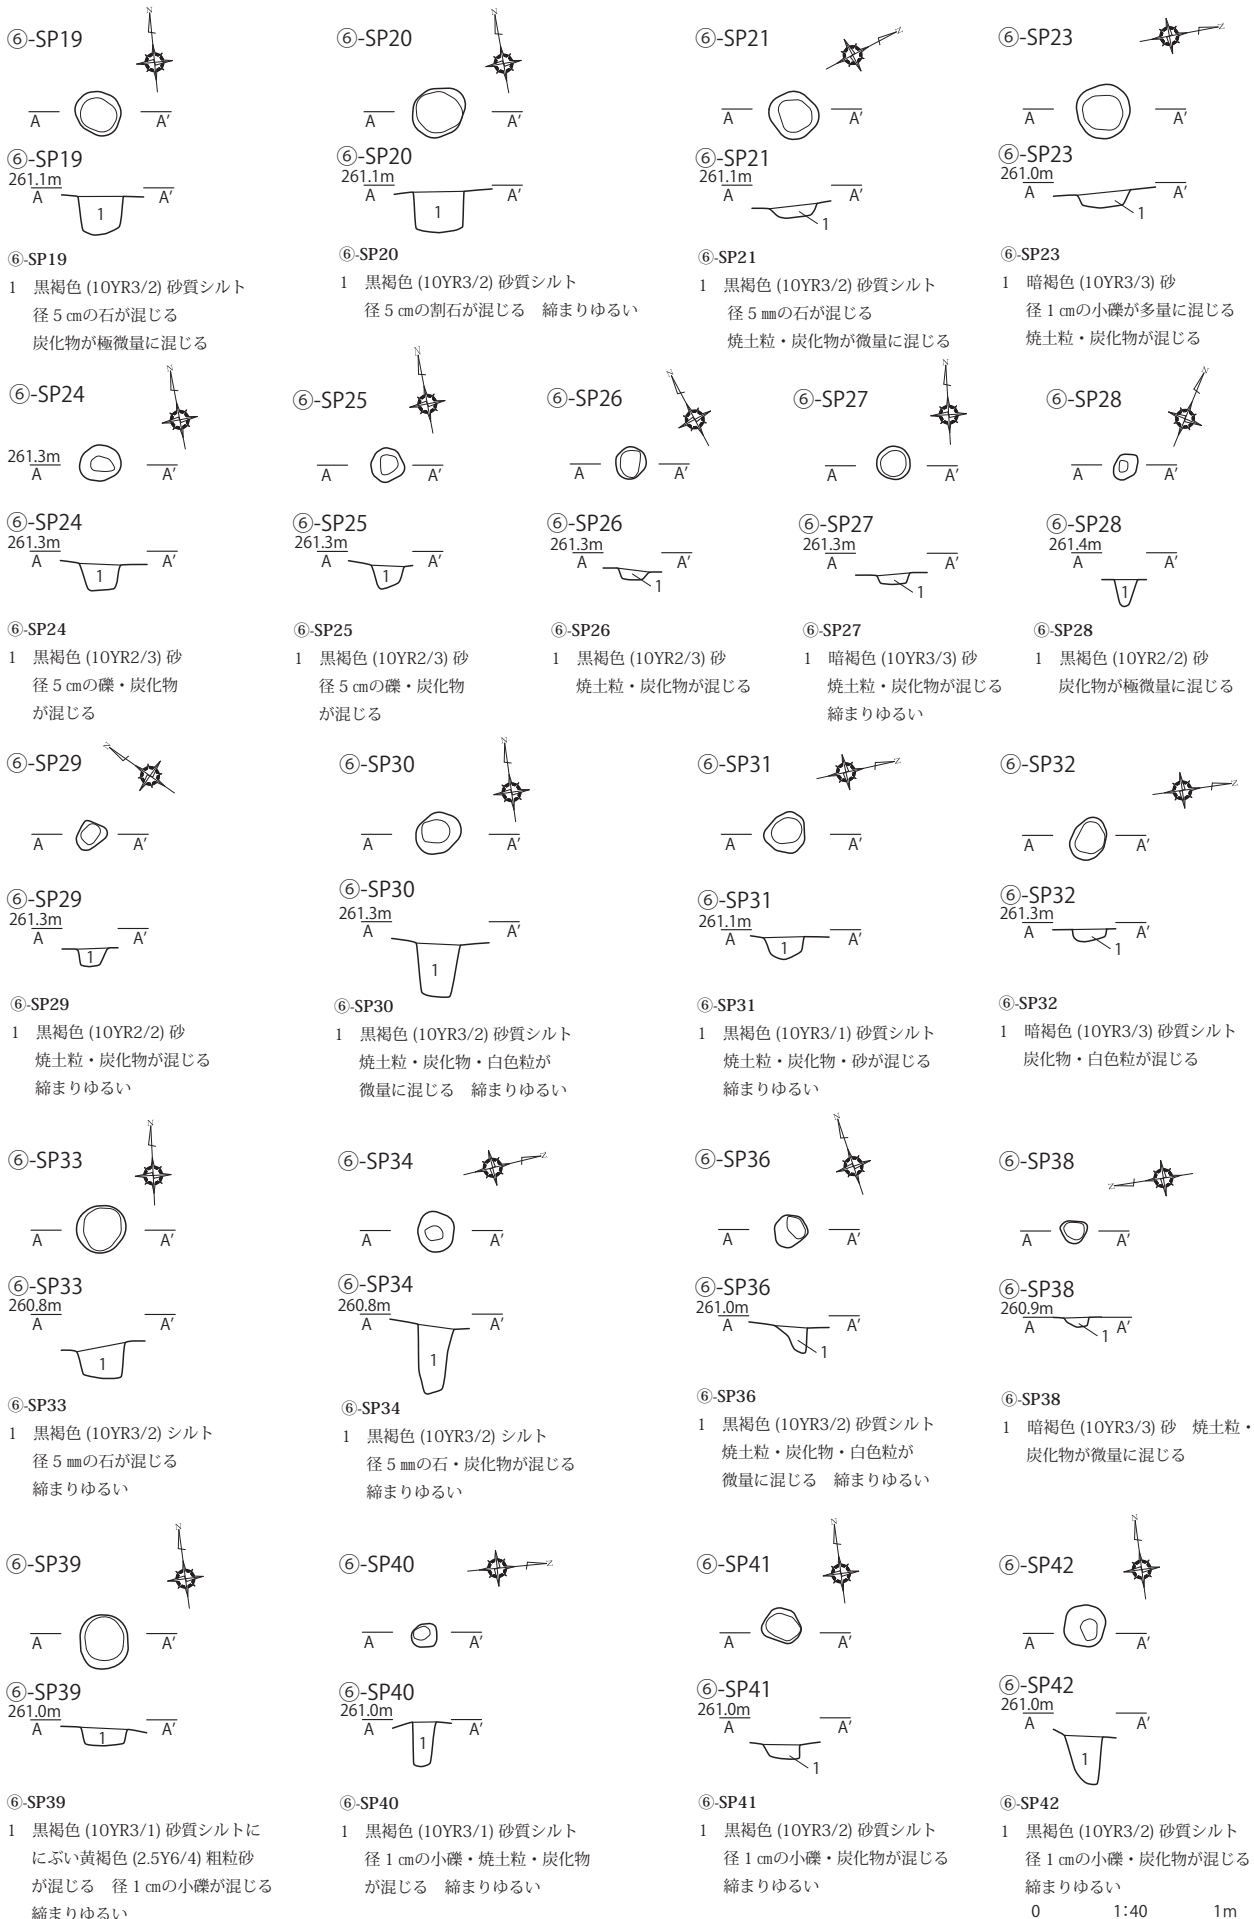 ⑥-SP19
N
A A′
⑥-SP19
261.1m
A A′
1
⑥-SP19
1 黒褐色 (10YR3/2) 砂質シルト
径 5 ㎝の石が混じる
炭化物が極微量に混じる
⑥-SP20
N
A A′
⑥-SP20
261.1m
A A′
1
⑥-SP20
1 黒褐色 (10YR3/2) 砂質シルト
径 5 ㎝の割石が混じる 締まりゆるい
⑥-SP21
N
A A′
⑥-SP21
261.1m
A A′
1
⑥-SP21
1 黒褐色 (10YR3/2) 砂質シルト
径 5 ㎜の石が混じる
焼土粒・炭化物が微量に混じる
⑥-SP23
N
A A′
⑥-SP23
261.0m
A A′
1
⑥-SP23
1 暗褐色 (10YR3/3) 砂
径 1 ㎝の小礫が多量に混じる
焼土粒・炭化物が混じる
⑥-SP24
N
261.3m
A A′
⑥-SP24
261.3m
A A′
1
⑥-SP24
1 黒褐色 (10YR2/3) 砂
径 5 ㎝の礫・炭化物
が混じる
⑥-SP25
N
A A′
⑥-SP25
261.3m
A A′
1
⑥-SP25
1 黒褐色 (10YR2/3) 砂
径 5 ㎝の礫・炭化物
が混じる
⑥-SP26
N
A A′
⑥-SP26
261.3m
A A′
1
⑥-SP26
1 黒褐色 (10YR2/3) 砂
焼土粒・炭化物が混じる
⑥-SP27
N
A A′
⑥-SP27
261.3m
A A′
1
⑥-SP27
1 暗褐色 (10YR3/3) 砂
焼土粒・炭化物が混じる
締まりゆるい
⑥-SP28
N
A A′
⑥-SP28
261.4m
A A′
1
⑥-SP28
1 黒褐色 (10YR2/2) 砂
炭化物が極微量に混じる
⑥-SP29
N
A A′
⑥-SP29
261.3m
A A′
1
⑥-SP29
1 黒褐色 (10YR2/2) 砂
焼土粒・炭化物が混じる
締まりゆるい
⑥-SP30
N
A A′
⑥-SP30
261.3m
A A′
1
⑥-SP30
1 黒褐色 (10YR3/2) 砂質シルト
焼土粒・炭化物・白色粒が
微量に混じる 締まりゆるい
⑥-SP31
N
A A′
⑥-SP31
261.1m
A A′
1
⑥-SP31
1 黒褐色 (10YR3/1) 砂質シルト
焼土粒・炭化物・砂が混じる
締まりゆるい
⑥-SP32
N
A A′
⑥-SP32
261.3m
A A′
1
⑥-SP32
1 暗褐色 (10YR3/3) 砂質シルト
炭化物・白色粒が混じる
⑥-SP33
N
A A′
⑥-SP33
260.8m
A A′
1
⑥-SP33
1 黒褐色 (10YR3/2) シルト
径 5 ㎜の石が混じる
締まりゆるい
⑥-SP34
N
A A′
⑥-SP34
260.8m
A A′
1
⑥-SP34
1 黒褐色 (10YR3/2) シルト
径 5 ㎜の石・炭化物が混じる
締まりゆるい
⑥-SP36
N
A A′
⑥-SP36
261.0m
A A′
1
⑥-SP36
1 黒褐色 (10YR3/2) 砂質シルト
焼土粒・炭化物・白色粒が
微量に混じる 締まりゆるい
⑥-SP38
N
A A′
⑥-SP38
260.9m
A A′
1
⑥-SP38
1 暗褐色 (10YR3/3) 砂 焼土粒・
炭化物が微量に混じる
⑥-SP39
N
A A′
⑥-SP39
261.0m
A A′
1
⑥-SP39
1 黒褐色 (10YR3/1) 砂質シルトに
にぶい黄褐色 (2.5Y6/4) 粗粒砂
が混じる 径 1 ㎝の小礫が混じる
締まりゆるい
⑥-SP40
N
A A′
⑥-SP40
261.0m
A A′
1
⑥-SP40
1 黒褐色 (10YR3/1) 砂質シルト
径 1 ㎝の小礫・焼土粒・炭化物
が混じる 締まりゆるい
⑥-SP41
N
A A′
⑥-SP41
261.0m
A A′
1
⑥-SP41
1 黒褐色 (10YR3/2) 砂質シルト
径 1 ㎝の小礫・炭化物が混じる
締まりゆるい
⑥-SP42
N
A A′
⑥-SP42
261.0m
A A′
1
⑥-SP42
1 黒褐色 (10YR3/2) 砂質シルト
径 1 ㎝の小礫・炭化物が混じる
締まりゆるい
0 1:40 1m